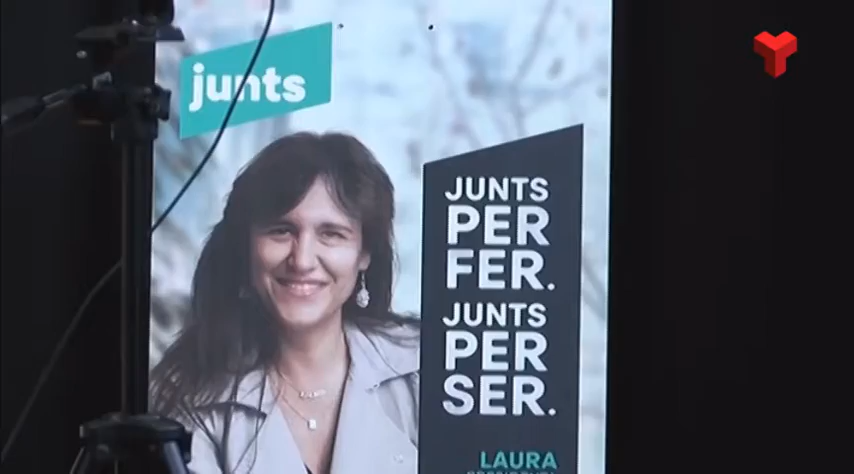 junts
JUNTS
PER
FER.
JUNTS
PER
SER.
LAURA